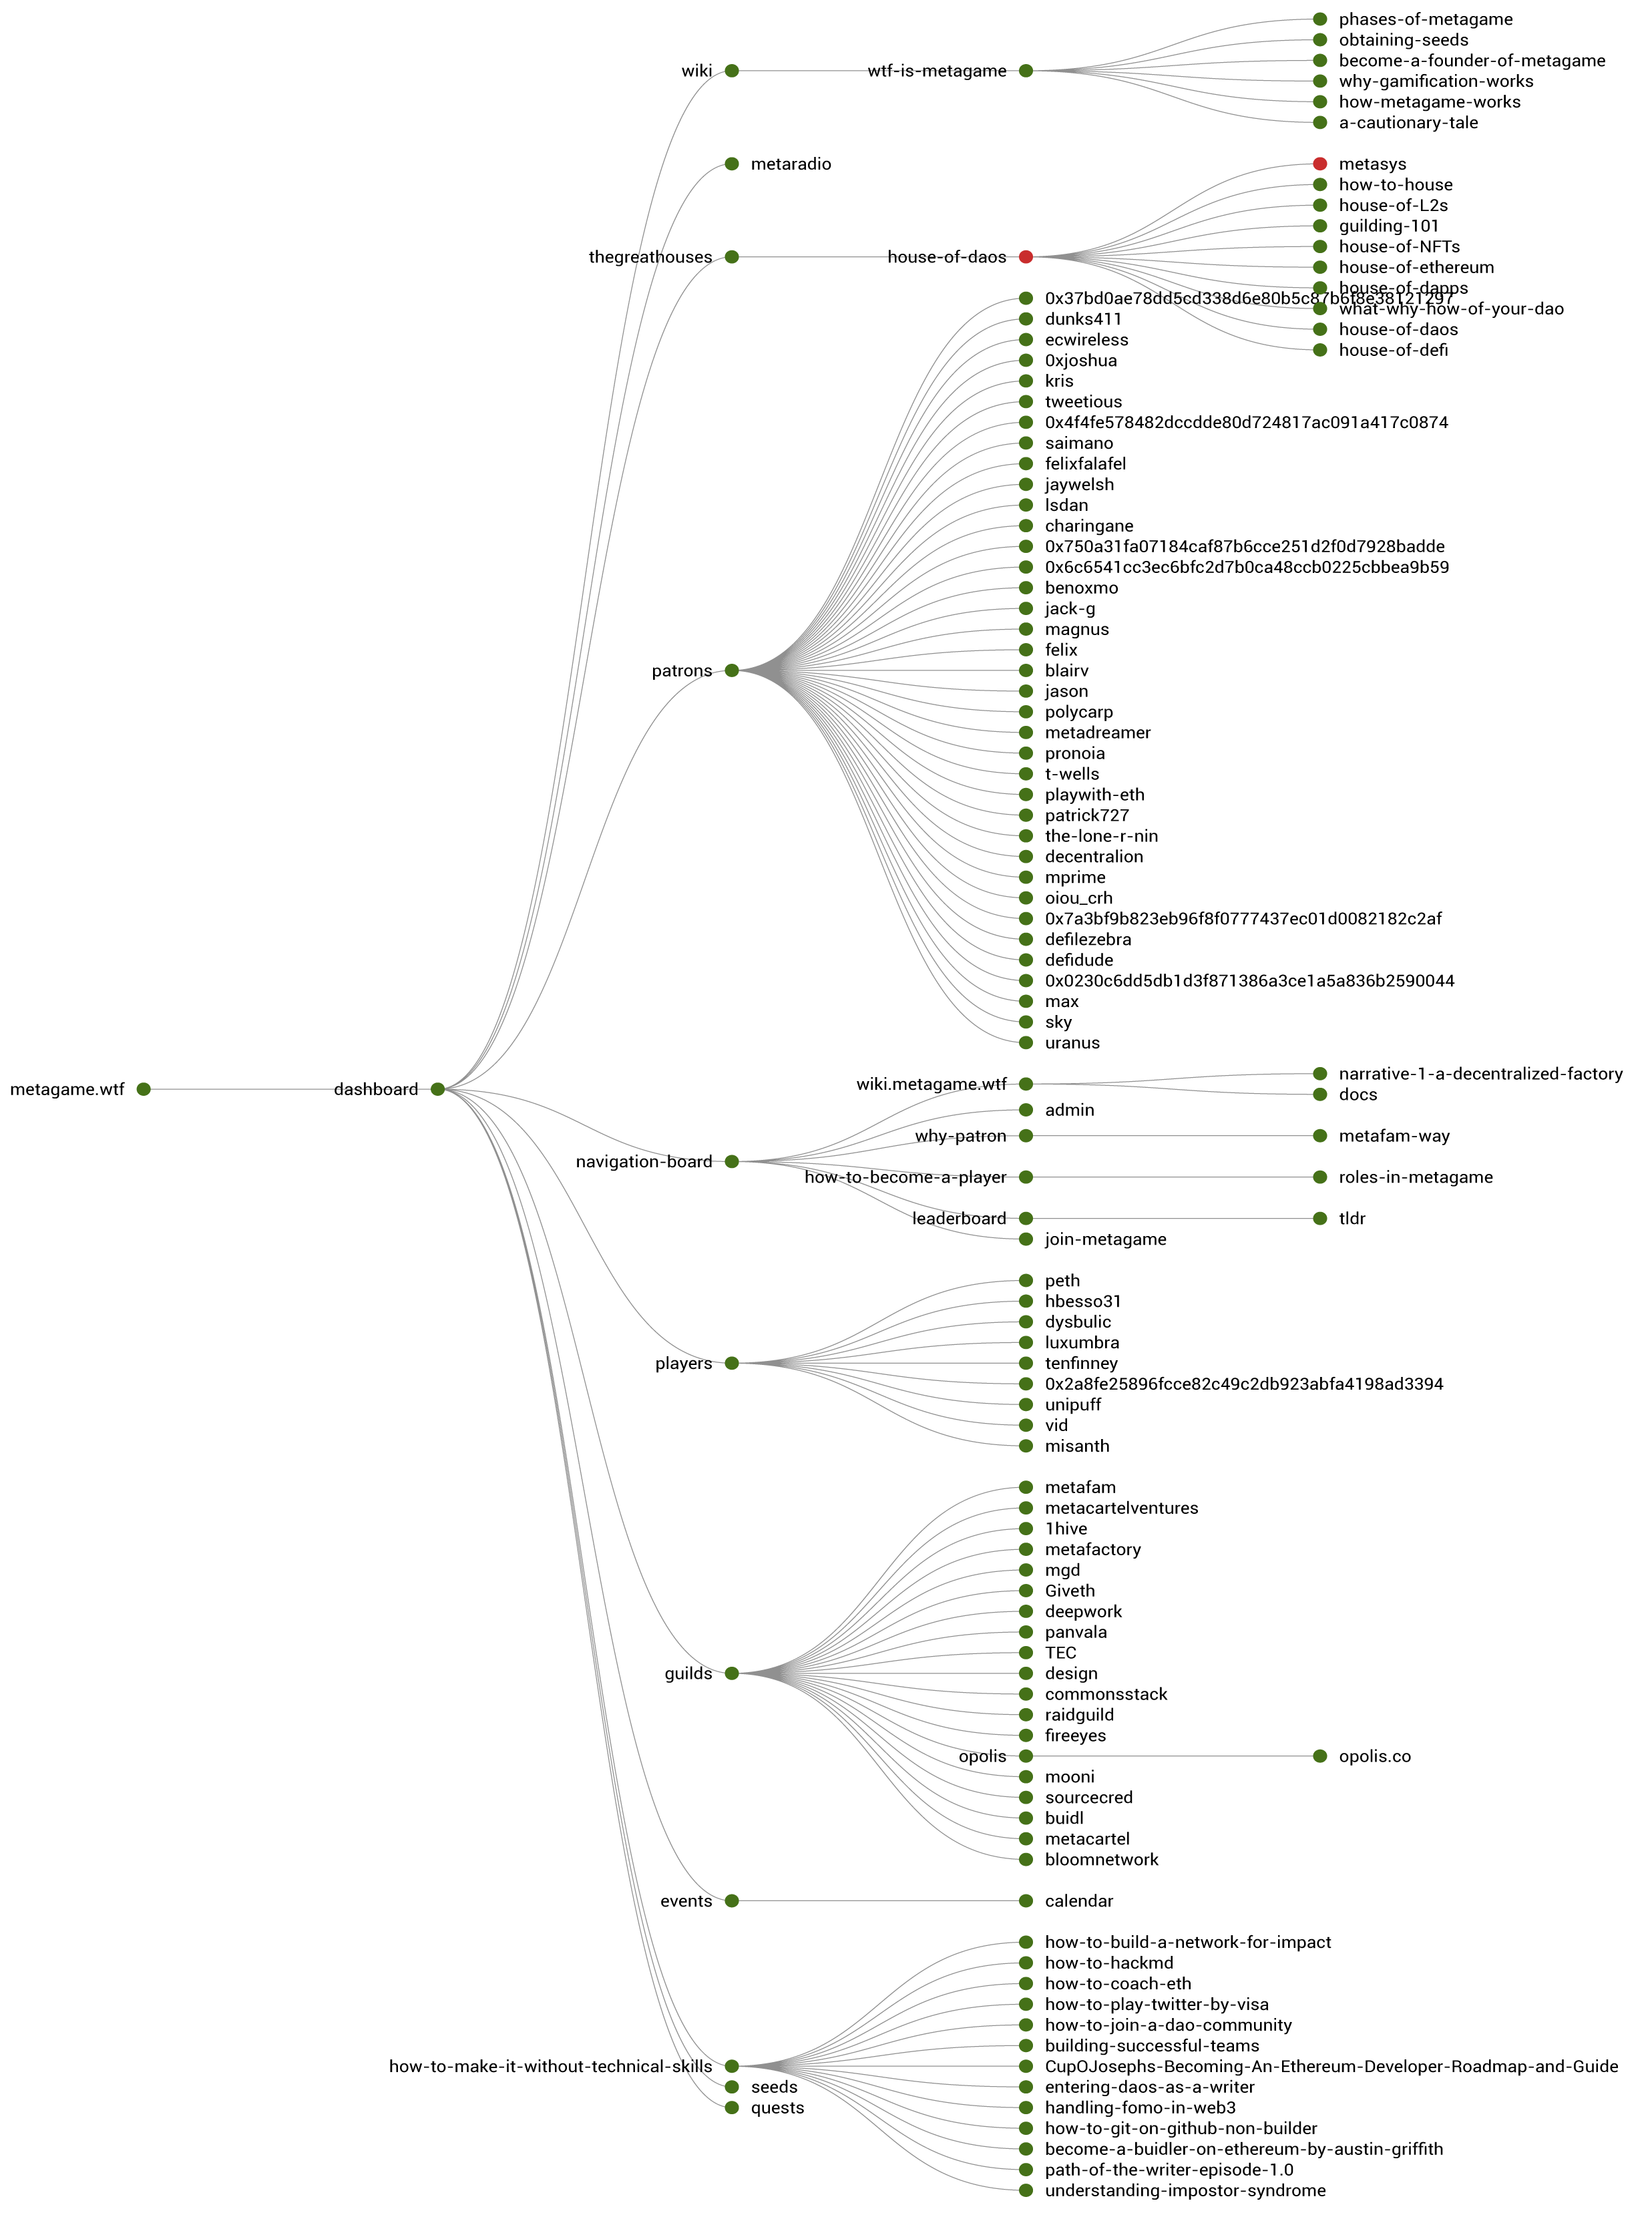 metagame.wtf
dashboard
wiki
wtf-is-metagame
phases-of-metagame
obtaining-seeds
become-a-founder-of-metagame
why-gamification-works
how-metagame-works
a-cautionary-tale
metaradio
thegreathouses
house-of-daos
metasys
how-to-house
house-of-L2s
guilding-101
house-of-NFTs
house-of-ethereum
house-of-dapps
what-why-how-of-your-dao
house-of-daos
house-of-defi
patrons
0x37bd0ae78dd5cd338d6e80b5c87b6f8e38121297
dunks411
ecwireless
0xjoshua
kris
tweetious
0x4f4fe578482dccdde80d724817ac091a417c0874
saimano
felixfalafel
jaywelsh
lsdan
charingane
0x750a31fa07184caf87b6cce251d2f0d7928badde
0x6c6541cc3ec6bfc2d7b0ca48ccb0225cbbea9b59
benoxmo
jack-g
magnus
felix
blairv
jason
polycarp
metadreamer
pronoia
t-wells
playwith-eth
patrick727
the-lone-r-nin
decentralion
mprime
oiou_crh
0x7a3bf9b823eb96f8f0777437ec01d0082182c2af
defilezebra
defidude
0x0230c6dd5db1d3f871386a3ce1a5a836b2590044
max
sky
uranus
navigation-board
wiki.metagame.wtf
narrative-1-a-decentralized-factory
docs
admin
why-patron
metafam-way
how-to-become-a-player
roles-in-metagame
leaderboard
tldr
join-metagame
players
peth
hbesso31
dysbulic
luxumbra
tenfinney
0x2a8fe25896fcce82c49c2db923abfa4198ad3394
unipuff
vid
misanth
guilds
metafam
metacartelventures
1hive
metafactory
mgd
Giveth
deepwork
panvala
TEC
design
commonsstack
raidguild
fireeyes
opolis
opolis.co
mooni
sourcecred
buidl
metacartel
bloomnetwork
events
calendar
how-to-make-it-without-technical-skills
how-to-build-a-network-for-impact
how-to-hackmd
how-to-coach-eth
how-to-play-twitter-by-visa
how-to-join-a-dao-community
building-successful-teams
CupOJosephs-Becoming-An-Ethereum-Developer-Roadmap-and-Guide
entering-daos-as-a-writer
handling-fomo-in-web3
how-to-git-on-github-non-builder
become-a-buidler-on-ethereum-by-austin-griffith
path-of-the-writer-episode-1.0
understanding-impostor-syndrome
seeds
quests